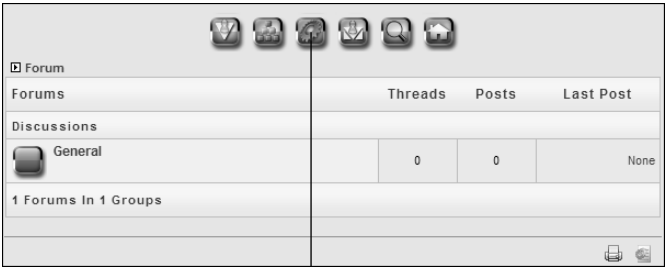 Forum
Forums Threads Posts Last Post
Discussions
General 0 0 None
1 Forums In 1 Groups